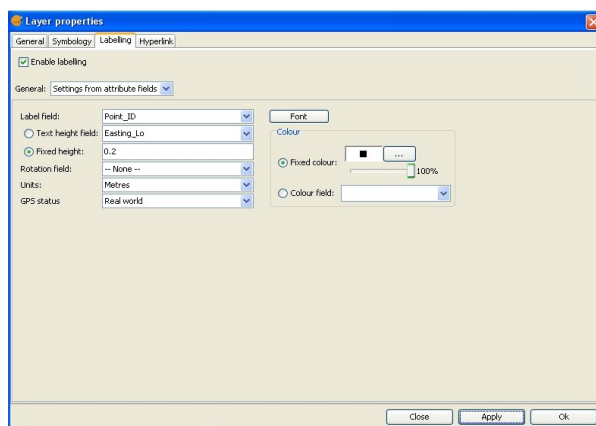 Layer properties
General Symbology Labelling Hyperlink
Enable labelling
General: Settings from attribute fields
Label field: Point_ID Font
Text height field: Easting_Lo Colour
Fixed height: 0.2 Fixed colour: ...
100%
Rotation field: -- None --
Units: Metres Colour field:
GPS status Real world
Close Apply Ok